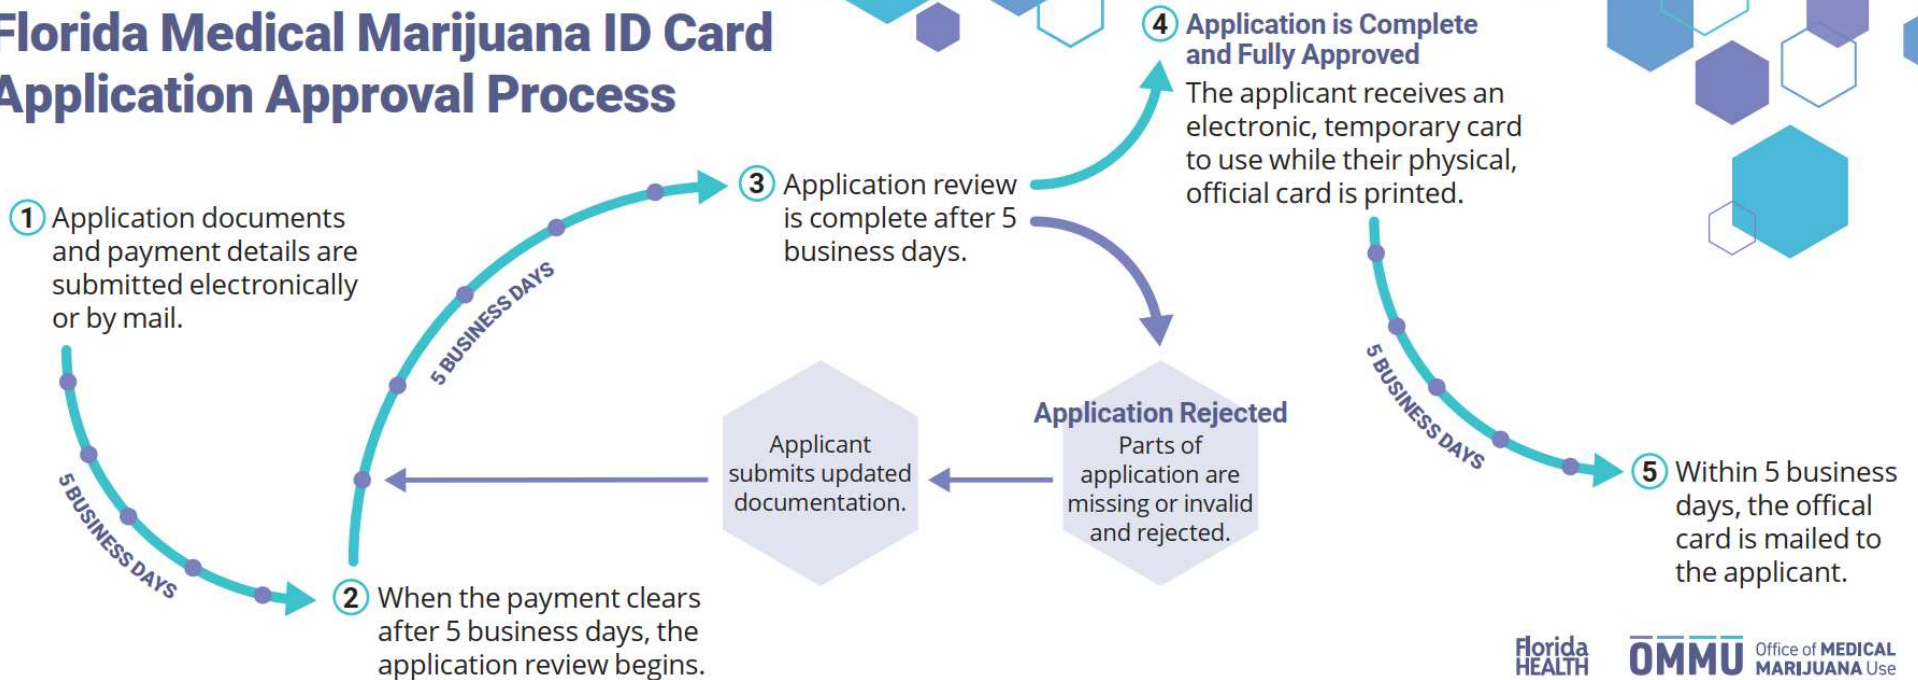 Florida Medical Marijuana ID Card
Application Approval Process
1 Application documents
and payment details are
submitted electronically
or by mail.
5 BUSINESS DAYS
2 When the payment clears
after 5 business days, the
application review begins.
5 BUSINESS DAYS
3 Application review
is complete after 5
business days.
4 Application is Complete
and Fully Approved
The applicant receives an
electronic, temporary card
to use while their physical,
official card is printed.
Application Rejected
Parts of
application are
missing or invalid
and rejected.
Applicant
submits updated
documentation.
5 BUSINESS DAYS
5 Within 5 business
days, the offical
card is mailed to
the applicant.
Florida
HEALTH
OMMU
Office of MEDICAL
MARIJUANA Use